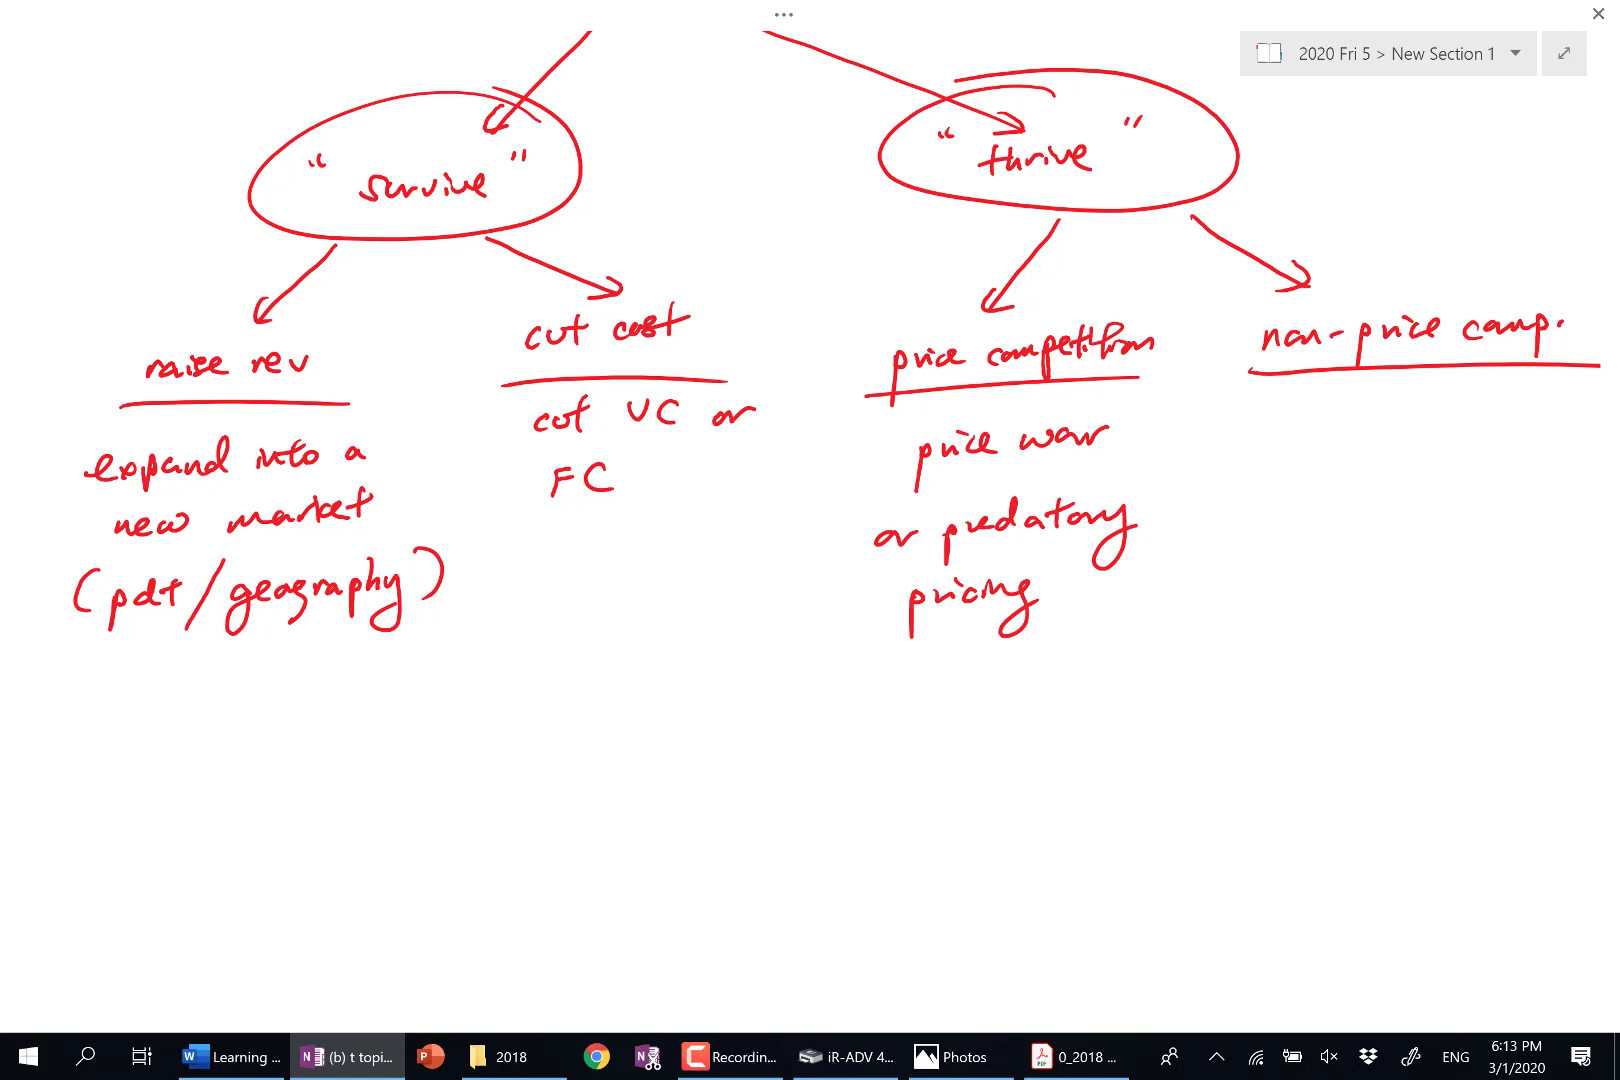 2020 Fri 5 > New Section 1
" survive "
" thrive "
raise rev
expand into a
new market
(pdt/geography)
cut cost
cut VC or
FC
price competition
price war
or predatory
pricing
non-price comp.
Learning ...
(b) t topi...
2018
Recordin...
iR-ADV 4...
Photos
0_2018 ...
ENG
6:13 PM
3/1/2020